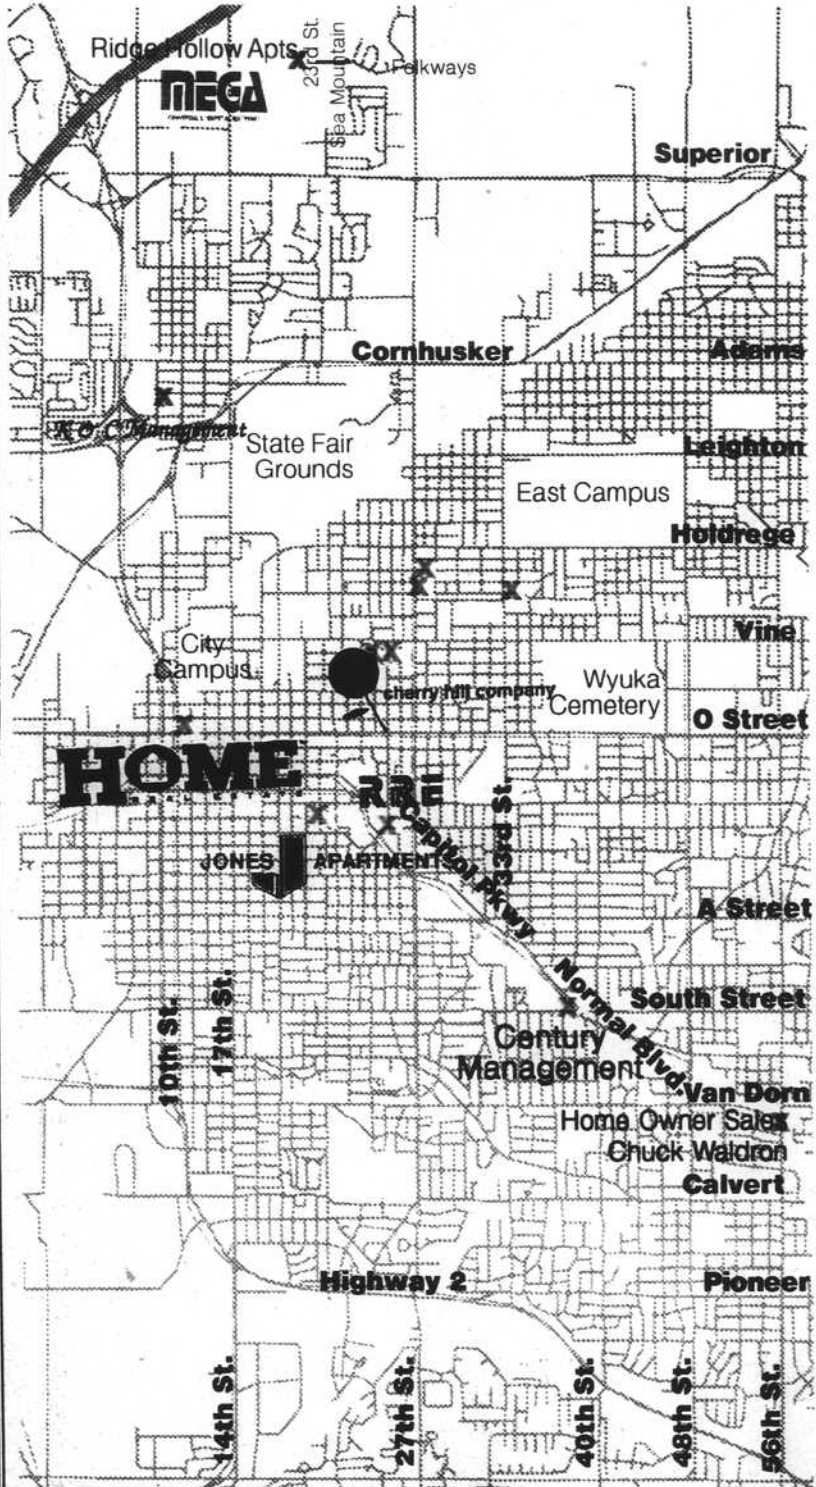 Ridge Hollow Apts.
23rd St.
Sea Mountain
Folkways
MEGA
Superior
Cornhusker
Adams
K & C Management
State Fair
Grounds
Leighton
East Campus
Holdrege
Vine
City
Campus
Wyuka
Cemetery
cherry hill company
O Street
HOME
REAL ESTATE
RRE
Capitol Pkwy
33rd St.
JONES J APARTMENTS
A Street
Normal Blvd.
South Street
10th St.
17th St.
Century
Management
Van Dorn
Home Owner Sales
Chuck Waldron
Calvert
Highway 2
Pioneer
14th St.
27th St.
40th St.
48th St.
56th St.